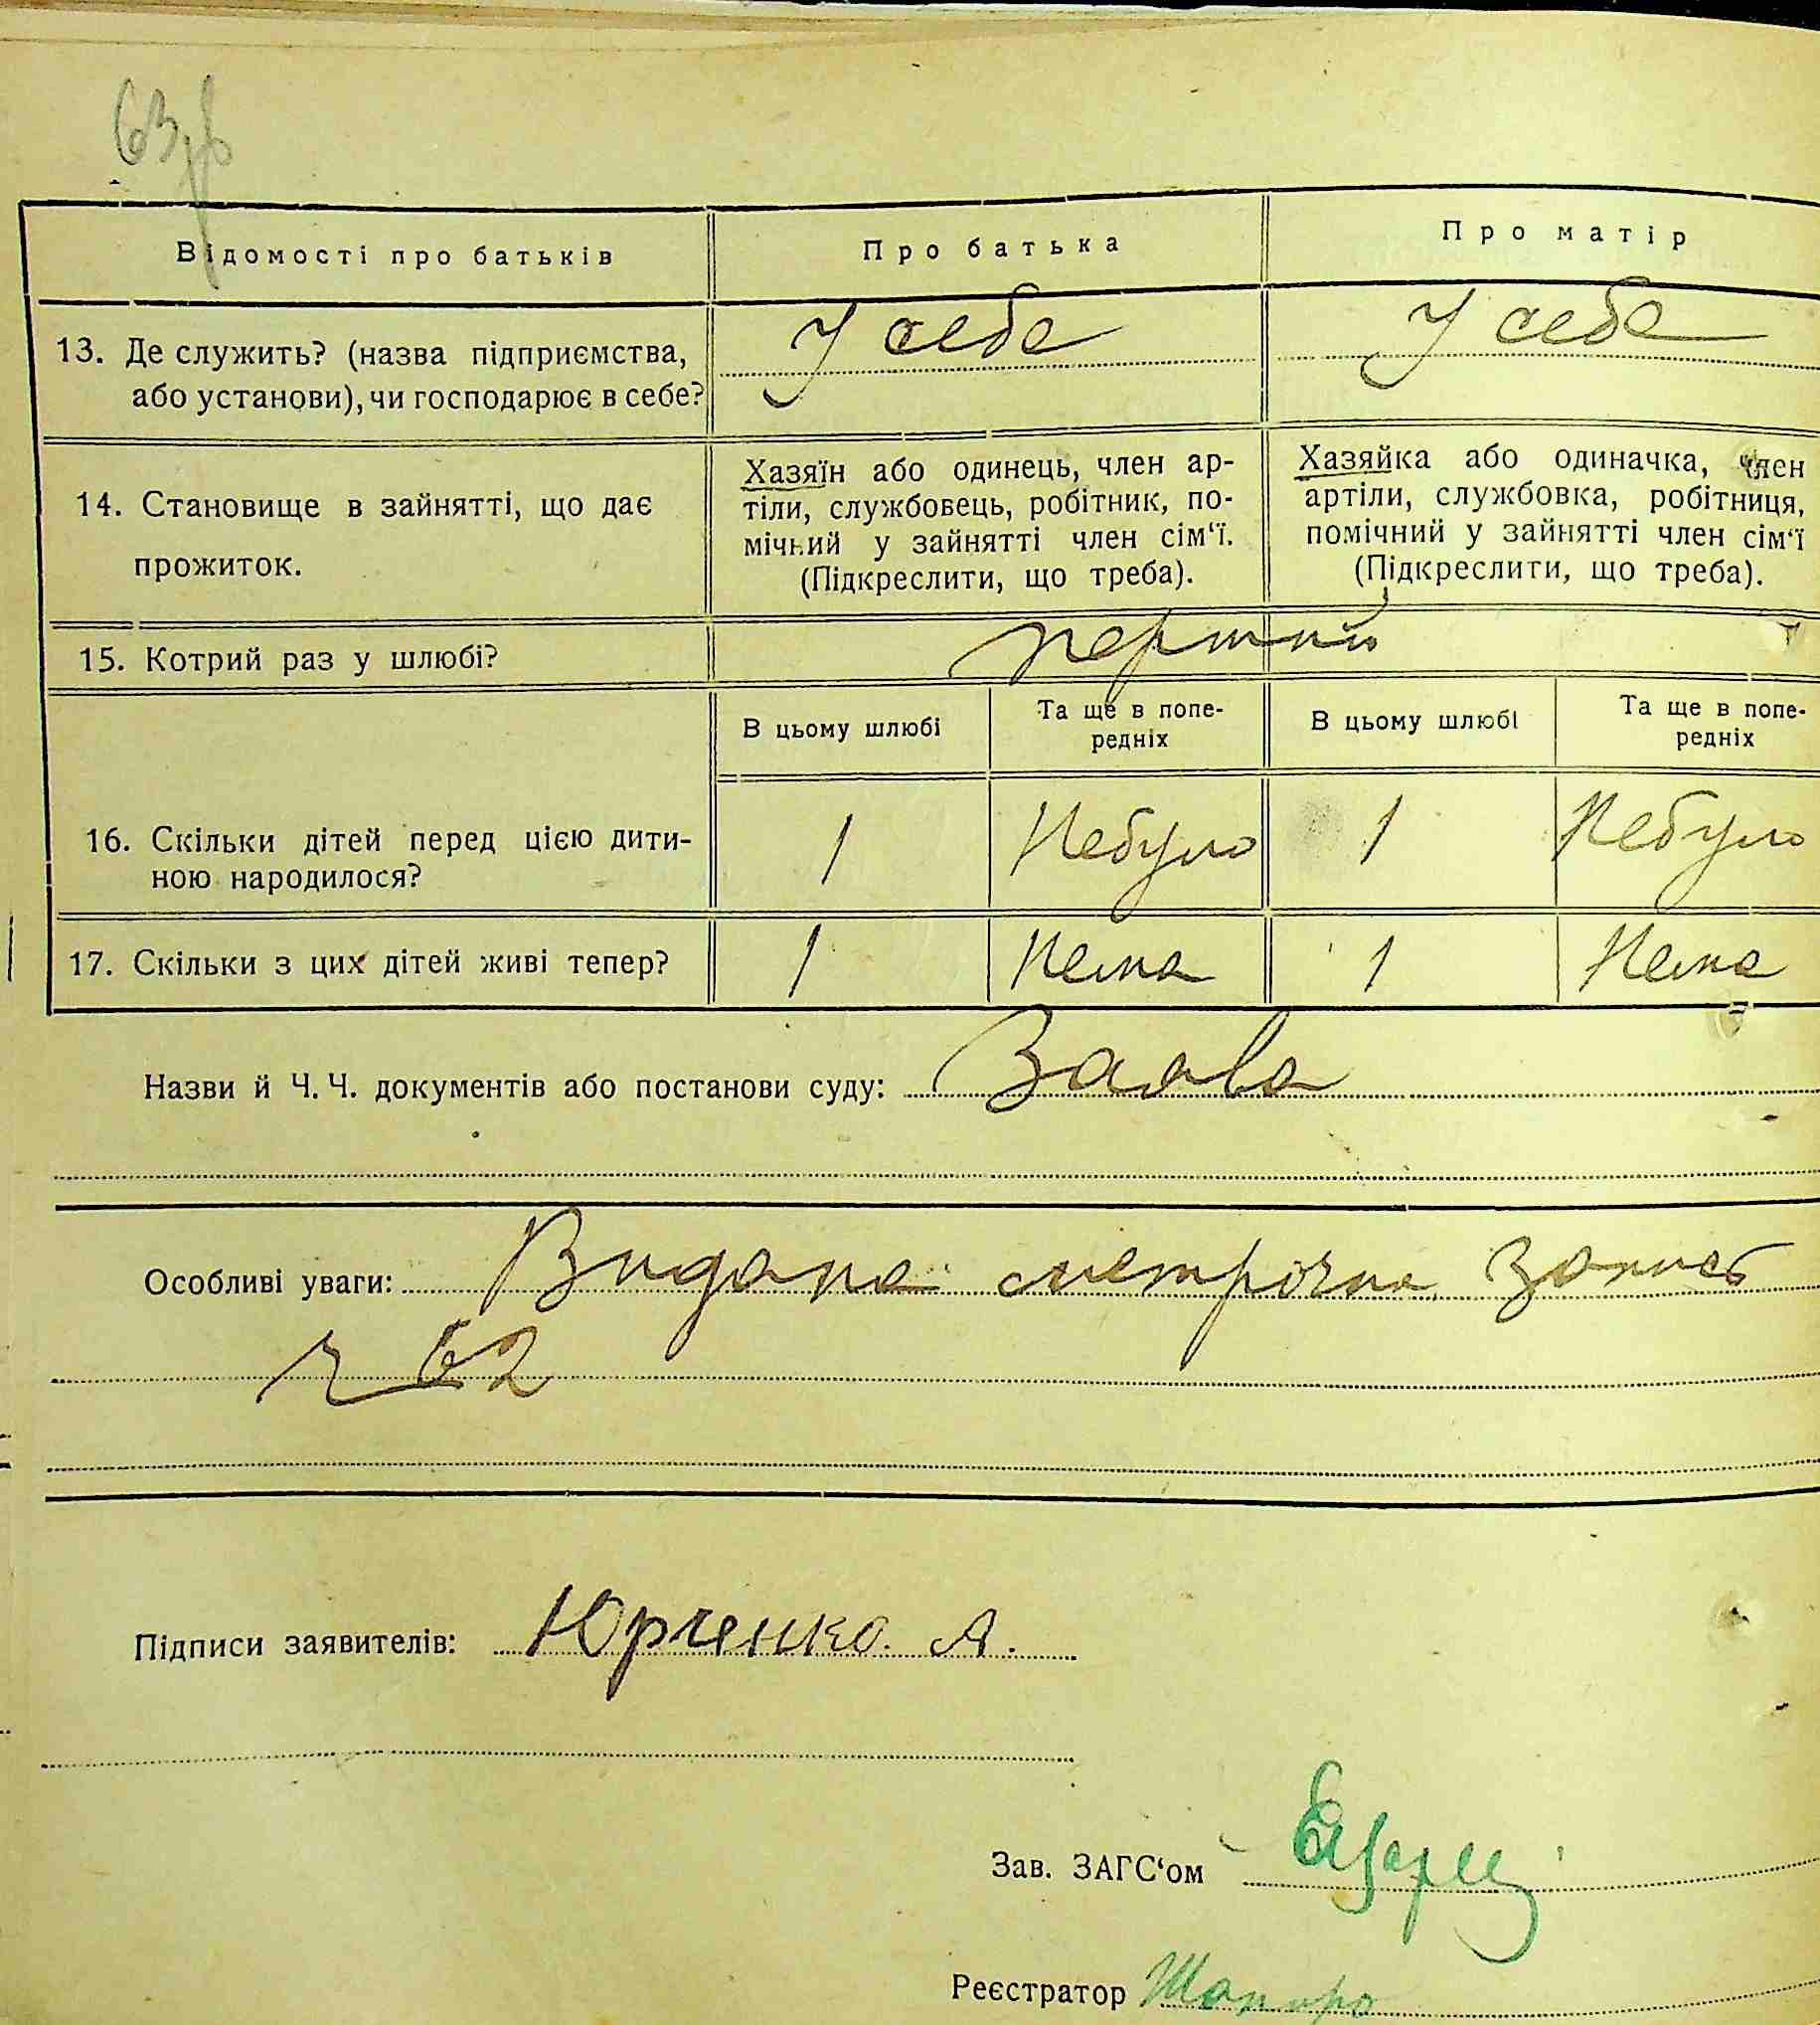 63
Відомості про батьків
Про батька
Про матір
13. Де служить? (назва підприємства,
або установи), чи господарює в себе?
У себе
У себе
14. Становище в зайнятті, що дає
прожиток.
Хазяїн або одинець, член ар-
тіли, службовець, робітник, по-
мічний у зайнятті член сім‘ї.
(Підкреслити, що треба).
Хазяйка або одиначка, член
артіли, службовка, робітниця,
помічний у зайнятті член сім‘ї
(Підкреслити, що треба).
15. Котрий раз у шлюбі?
перший
В цьому шлюбі
Та ще в попе-
редніх
В цьому шлюбі
Та ще в попе-
редніх
16. Скільки дітей перед цією дити-
ною народилося?
1
Небуло
1
Небуло
17. Скільки з цих дітей живі тепер?
1
Нема
1
Нема
Назви й Ч. Ч. документів або постанови суду: Заява
Особливі уваги: Видана метрична запись
ч 62
Підписи заявителів: Юрченко. А.
Зав. ЗАГС‘ом
Реєстратор Шапиро